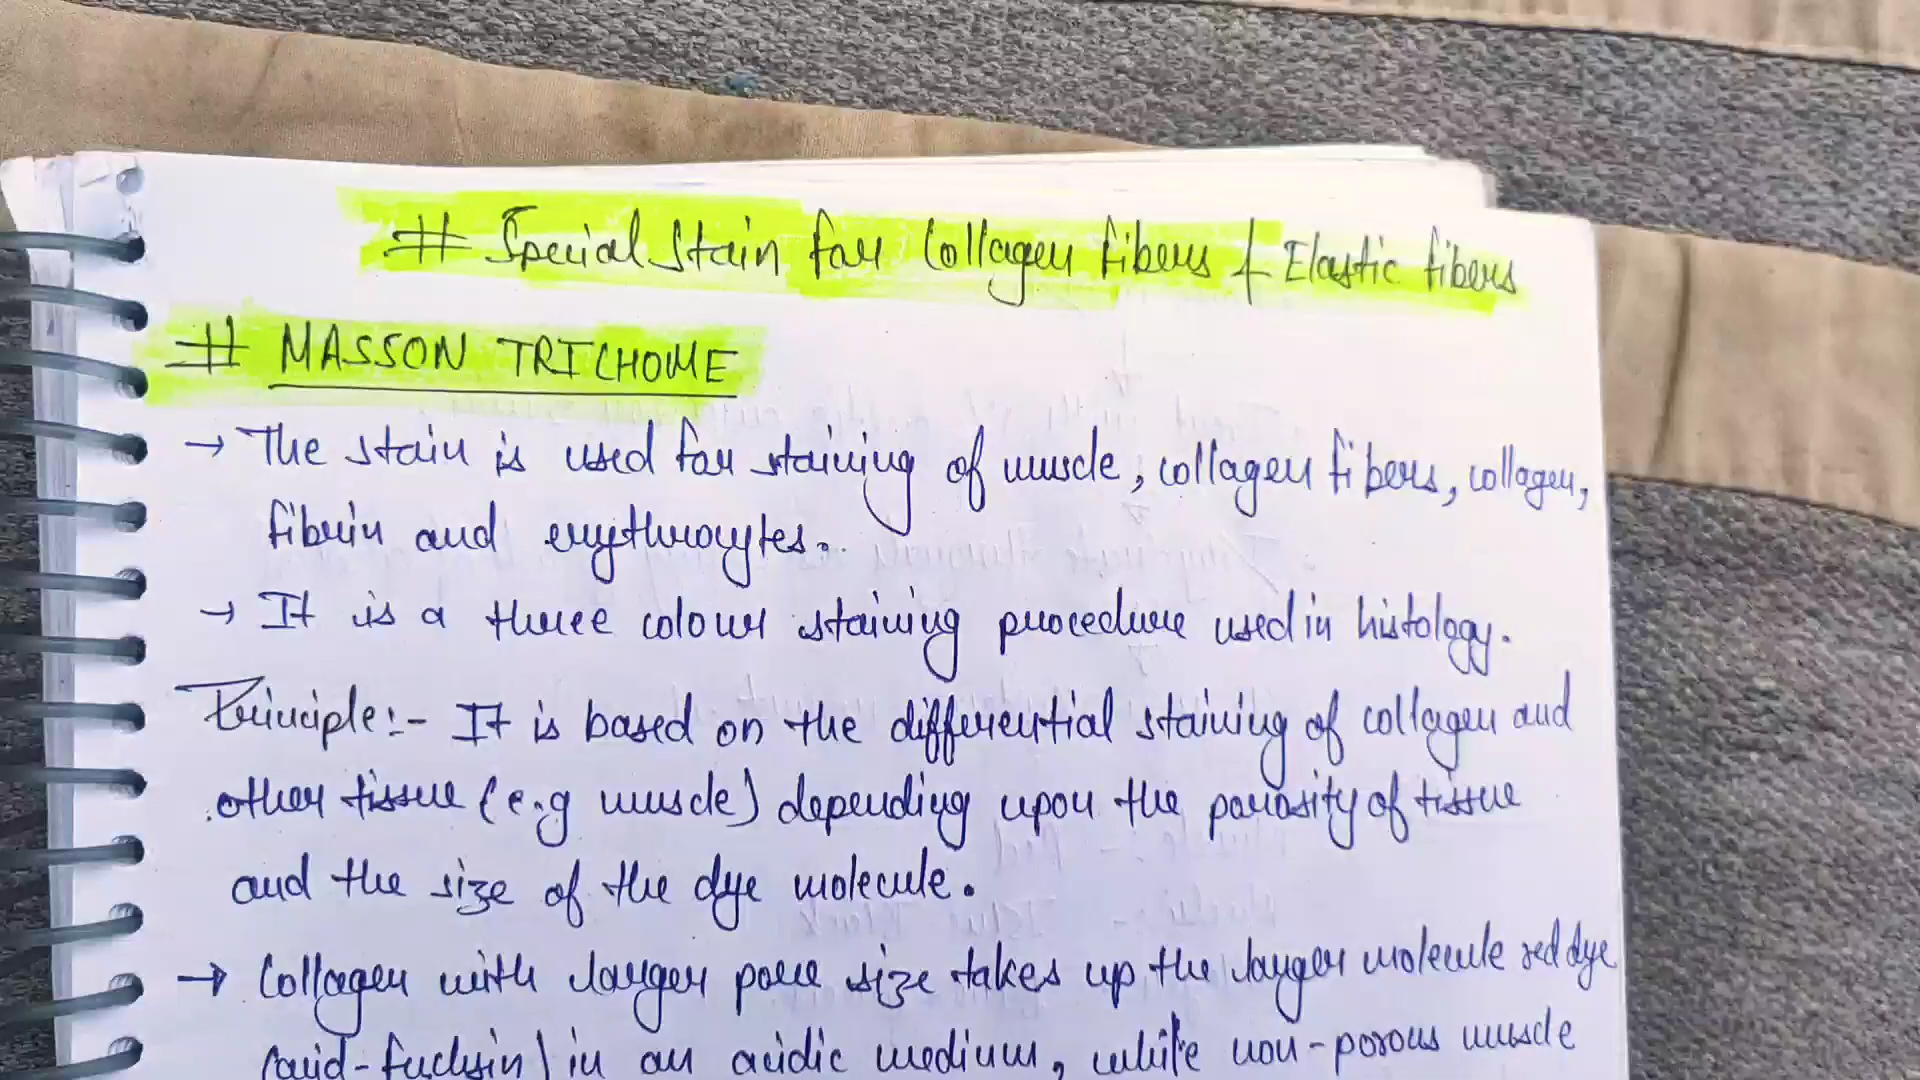 # Special Stain for Collagen fibers & Elastic fibers
# MASSON TRICHOME
→ The stain is used for staining of muscle, collagen fibers, collagen,
fibrin and erythrocytes.
→ It is a three colour staining procedure used in histology.
Principle:- It is based on the differential staining of collagen and
other tissue (e.g muscle) depending upon the porosity of tissue
and the size of the dye molecule.
→ Collagen with larger pore size takes up the larger molecule red dye
(acid-fuchsin) in an acidic medium, while non-porous muscle